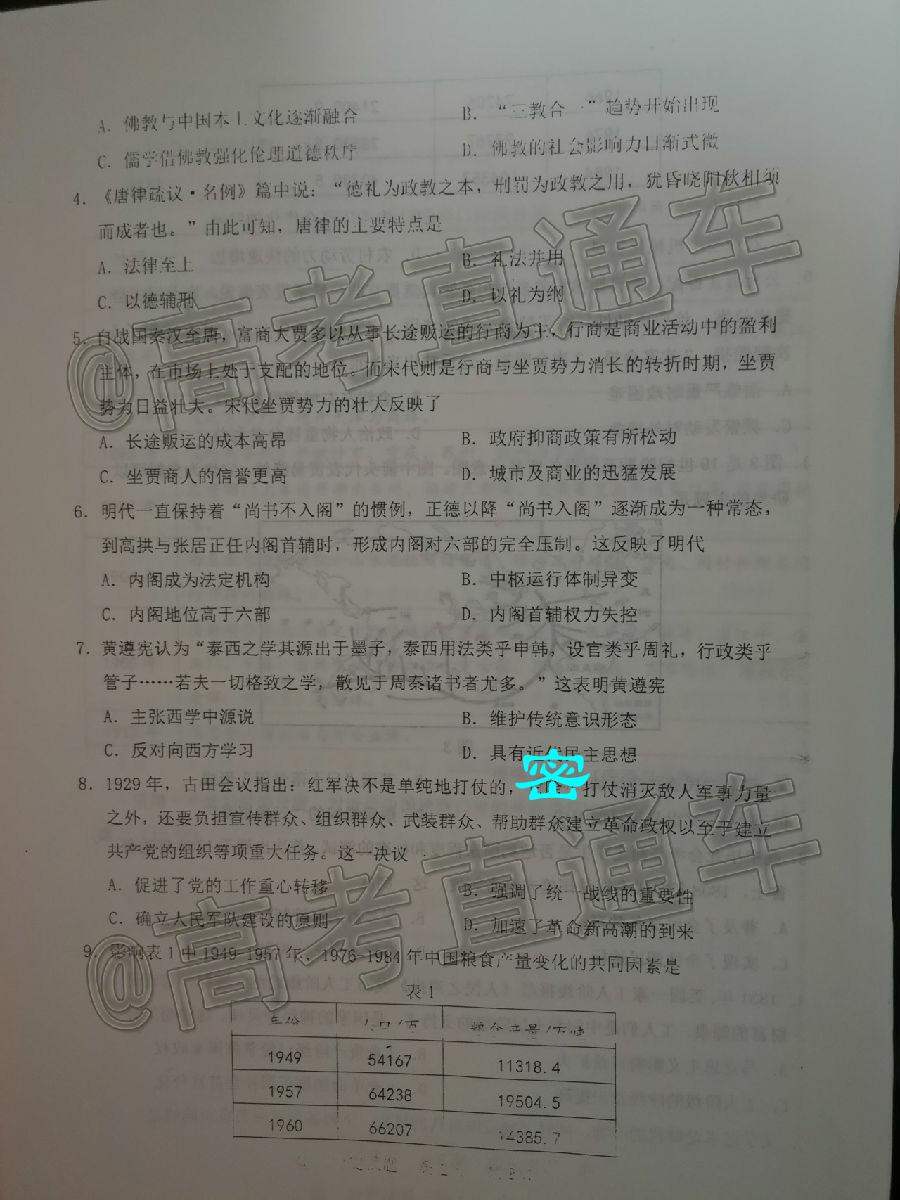 A. 佛教与中国本土文化逐渐融合
B. “三教合一”趋势开始出现
C. 儒学借佛教强化伦理道德秩序
D. 佛教的社会影响力日渐式微
4. 《唐律疏议·名例》篇中说：“德礼为政教之本，刑罚为政教之用，犹昏晓阳秋相须
而成者也。”由此可知，唐律的主要特点是
A. 法律至上
B. 礼法并用
C. 以德辅刑
D. 以礼为纲
5. 自战国秦汉至唐，富商大贾多以从事长途贩运的行商为主，行商是商业活动中的盈利
主体，在市场上处于支配的地位。而宋代则是行商与坐贾势力消长的转折时期，坐贾
势力日益壮大。宋代坐贾势力的壮大反映了
A. 长途贩运的成本高昂
B. 政府抑商政策有所松动
C. 坐贾商人的信誉更高
D. 城市及商业的迅猛发展
6. 明代一直保持着“尚书不入阁”的惯例，正德以降“尚书入阁”逐渐成为一种常态，
到高拱与张居正任内阁首辅时，形成内阁对六部的完全压制。这反映了明代
A. 内阁成为法定机构
B. 中枢运行体制异变
C. 内阁地位高于六部
D. 内阁首辅权力失控
7. 黄遵宪认为“泰西之学其源出于墨子，泰西用法类乎申韩，设官类乎周礼，行政类乎
管子……若夫一切格致之学，散见于周秦诸书者尤多。”这表明黄遵宪
A. 主张西学中源说
B. 维护传统意识形态
C. 反对向西方学习
D. 具有近代民主思想
密
8. 1929年，古田会议指出：红军决不是单纯地打仗的，打仗消灭敌人军事力量
之外，还要负担宣传群众、组织群众、武装群众、帮助群众建立革命政权以至于建立
共产党的组织等项重大任务。这一决议
A. 促进了党的工作重心转移
B. 强调了统一战线的重要性
C. 确立人民军队建设的原则
D. 加速了革命新高潮的到来
9. 影响表1中1949-1957年、1976-1984年中国粮食产量变化的共同因素是
表1
年份
1949 54167 11318.4
1957 64238 19504.5
1960 66207 14385.7
@高考直通车
@高考直通车